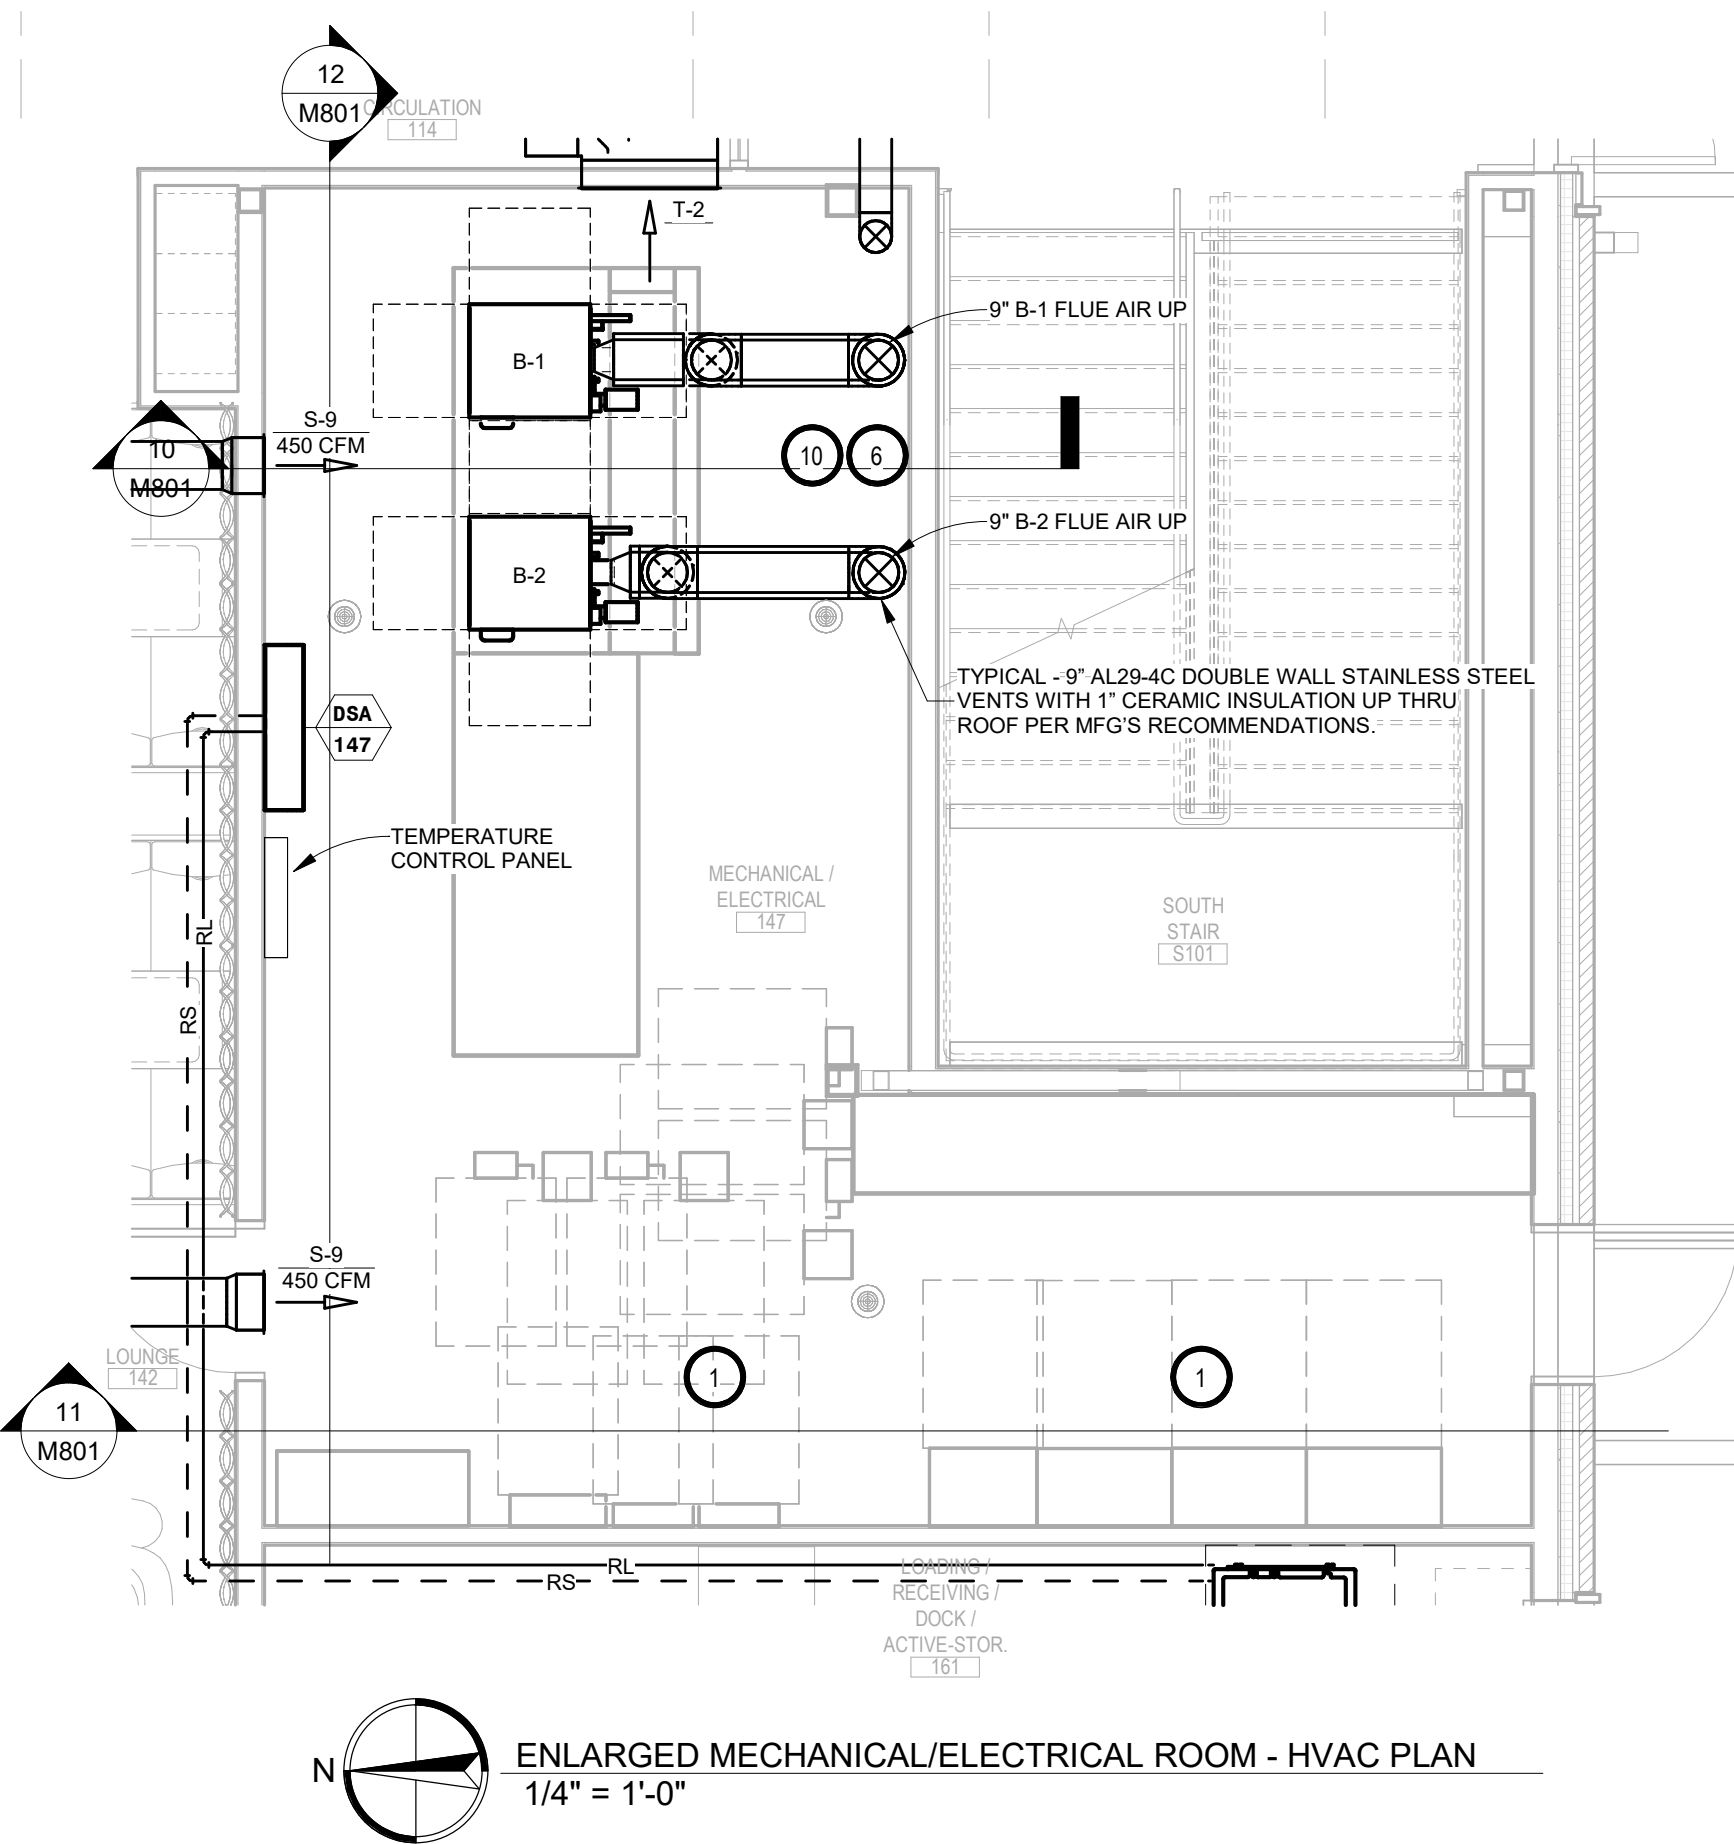 12
M801
CIRCULATION
114
T-2
9" B-1 FLUE AIR UP
B-1
S-9
450 CFM
10
M801
10
6
9" B-2 FLUE AIR UP
B-2
TYPICAL - 9” AL29-4C DOUBLE WALL STAINLESS STEEL
VENTS WITH 1” CERAMIC INSULATION UP THRU
ROOF PER MFG'S RECOMMENDATIONS.
DSA
147
TEMPERATURE
CONTROL PANEL
MECHANICAL /
ELECTRICAL
147
SOUTH
STAIR
S101
RL
RS
S-9
450 CFM
LOUNGE
142
1
1
11
M801
RL
RS
LOADING /
RECEIVING /
DOCK /
ACTIVE-STOR.
161
N
ENLARGED MECHANICAL/ELECTRICAL ROOM - HVAC PLAN
1/4" = 1'-0"